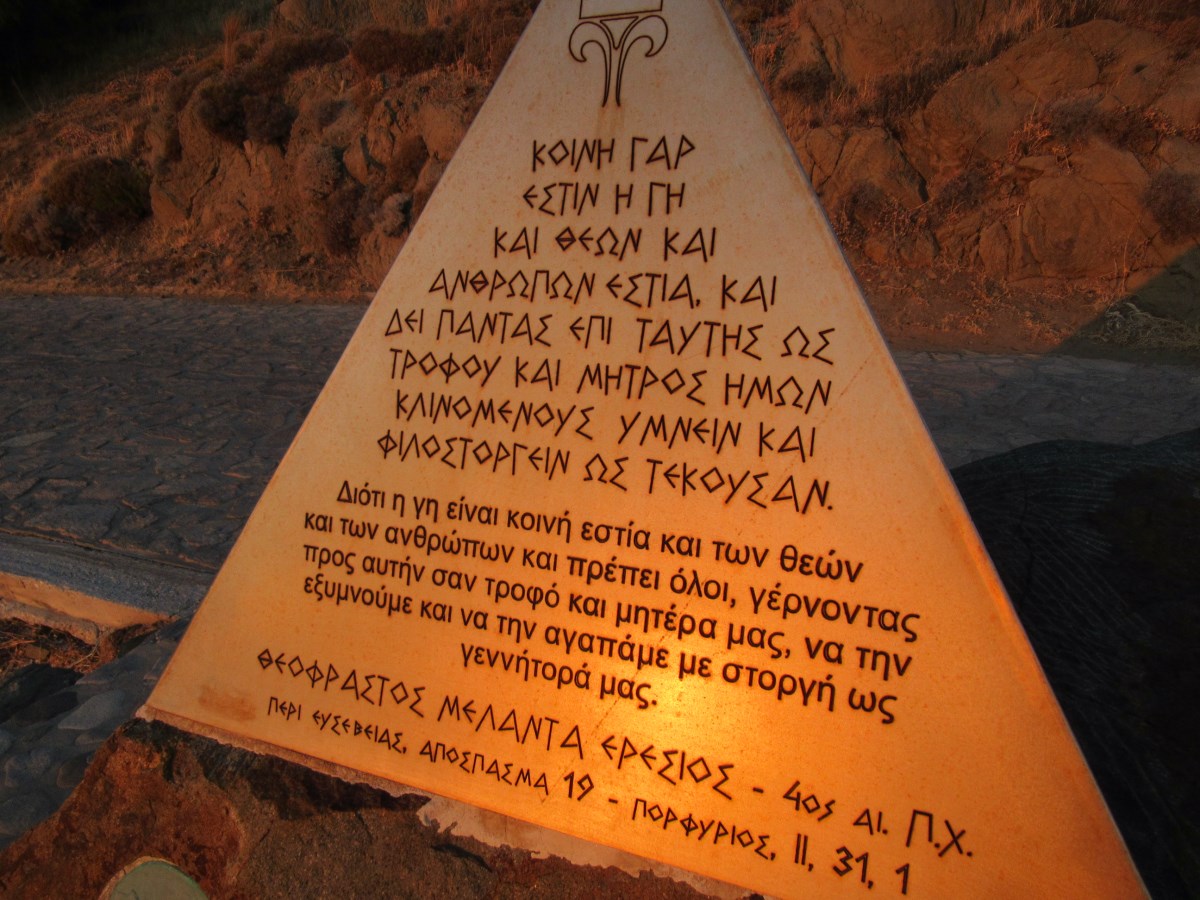 ΚΟΙΝΗ ΓΑΡ
ΕΣΤΙΝ Η ΓΗ
ΚΑΙ ΘΕΩΝ ΚΑΙ
ΑΝΘΡΩΠΩΝ ΕΣΤΙΑ, ΚΑΙ
ΔΕΙ ΠΑΝΤΑΣ ΕΠΙ ΤΑΥΤΗΣ ΩΣ
ΤΡΟΦΟΥ ΚΑΙ ΜΗΤΡΟΣ ΗΜΩΝ
ΚΛΙΝΟΜΕΝΟΥΣ ΥΜΝΕΙΝ ΚΑΙ
ΦΙΛΟΣΤΟΡΓΕΙΝ ΩΣ ΤΕΚΟΥΣΑΝ.
Διότι η γη είναι κοινή εστία και των θεών
και των ανθρώπων και πρέπει όλοι, γέρνοντας
προς αυτήν σαν τροφό και μητέρα μας, να την
εξυμνούμε και να την αγαπάμε με στοργή ως
γεννήτορά μας.
ΘΕΟΦΡΑΣΤΟΣ ΜΕΛΑΝΤΑ ΕΡΕΣΙΟΣ - 4ος αι. Π.Χ.
ΠΕΡΙ ΕΥΣΕΒΕΙΑΣ, ΑΠΟΣΠΑΣΜΑ 19 - ΠΟΡΦΥΡΙΟΣ, ΙΙ, 31, 1